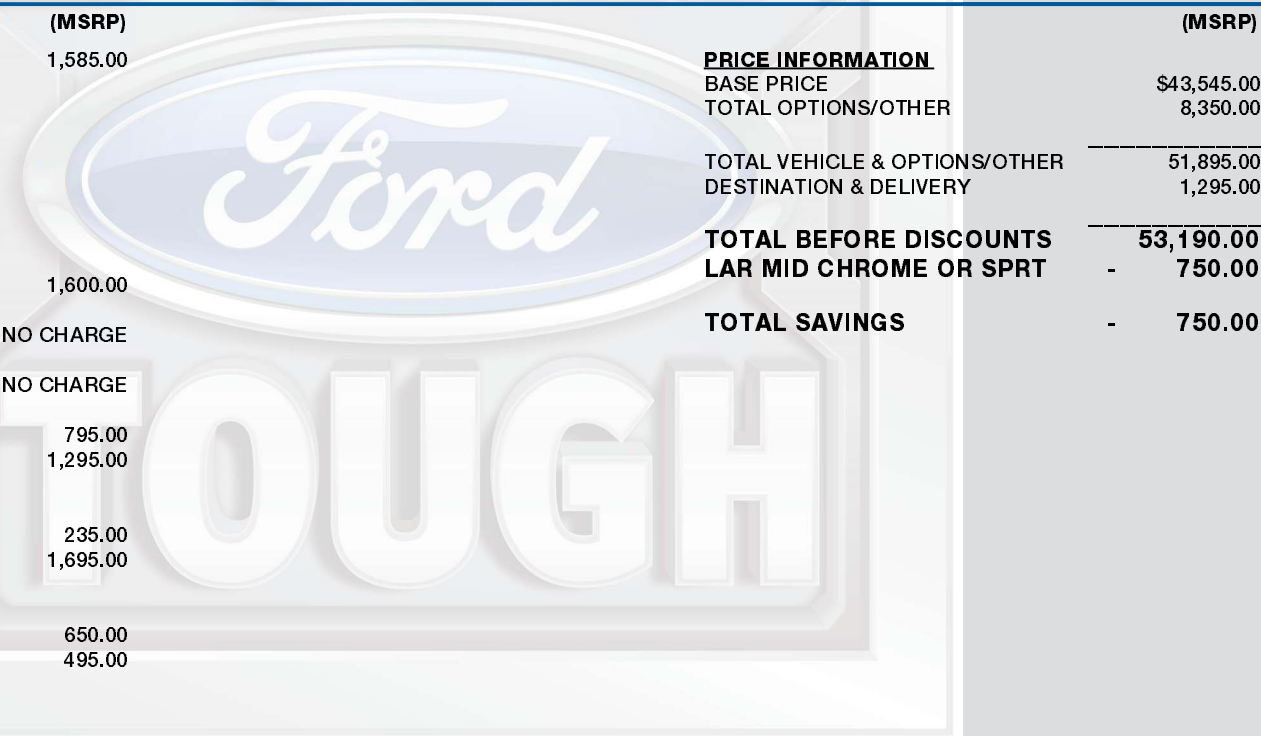 (MSRP)
1,585.00
1,600.00
NO CHARGE
NO CHARGE
795.00
1,295.00
235.00
1,695.00
650.00
495.00
Ford
TOUGH
(MSRP)
PRICE INFORMATION
BASE PRICE $43,545.00
TOTAL OPTIONS/OTHER 8,350.00
TOTAL VEHICLE & OPTIONS/OTHER 51,895.00
DESTINATION & DELIVERY 1,295.00
TOTAL BEFORE DISCOUNTS 53,190.00
LAR MID CHROME OR SPRT - 750.00
TOTAL SAVINGS - 750.00